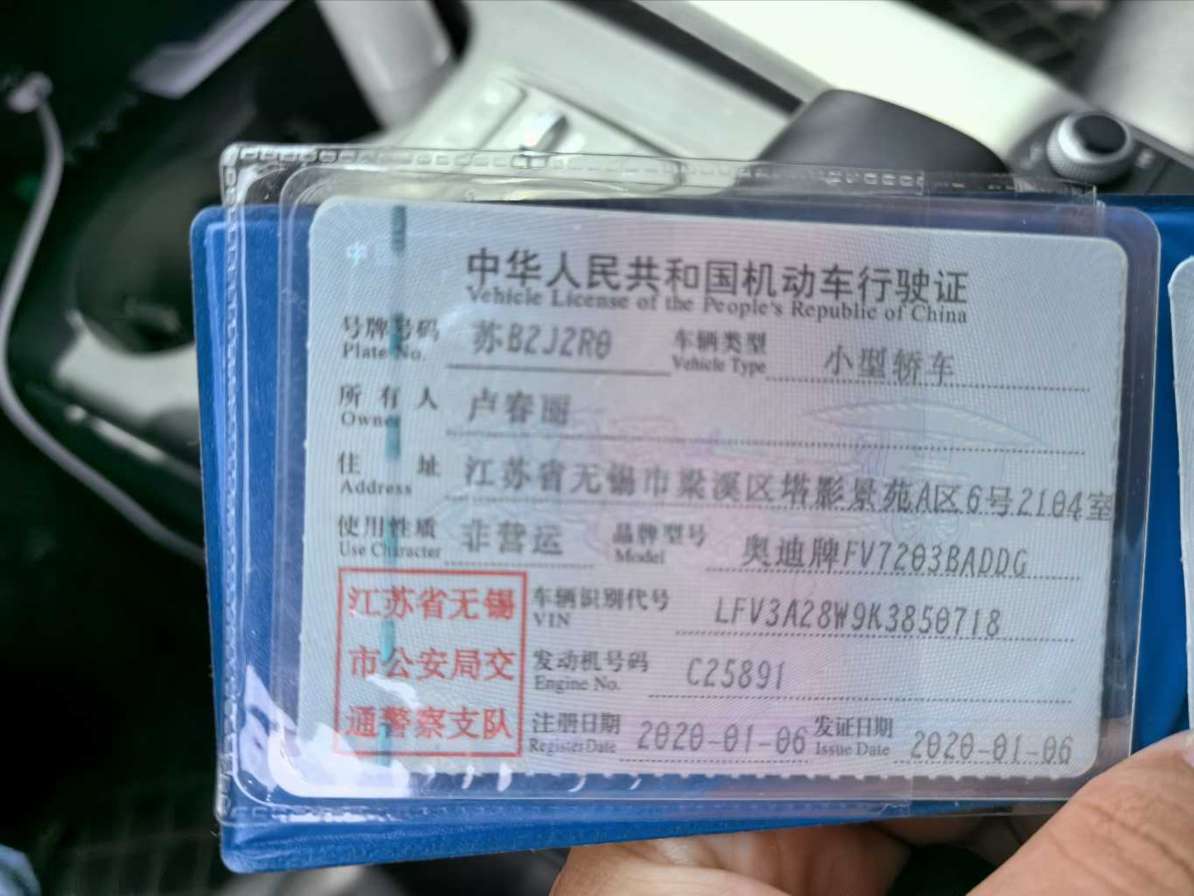 中华人民共和国机动车行驶证
Vehicle License of the People's Republic of China
号牌号码 苏B2J2R0 车辆类型 小型轿车
Plate No. Vehicle Type
所有人 卢春丽
Owner
住址 江苏省无锡市梁溪区塔影景苑A区6号2104室
Address
使用性质 非营运 品牌型号 奥迪牌FV7203BADDG
Use Character Model
江苏省无锡 车辆识别代号 LFV3A28W9K3850718
VIN
市公安局交 发动机号码 C25891
Engine No.
通警察支队 注册日期 2020-01-06 发证日期 2020-01-06
Register Date Issue Date